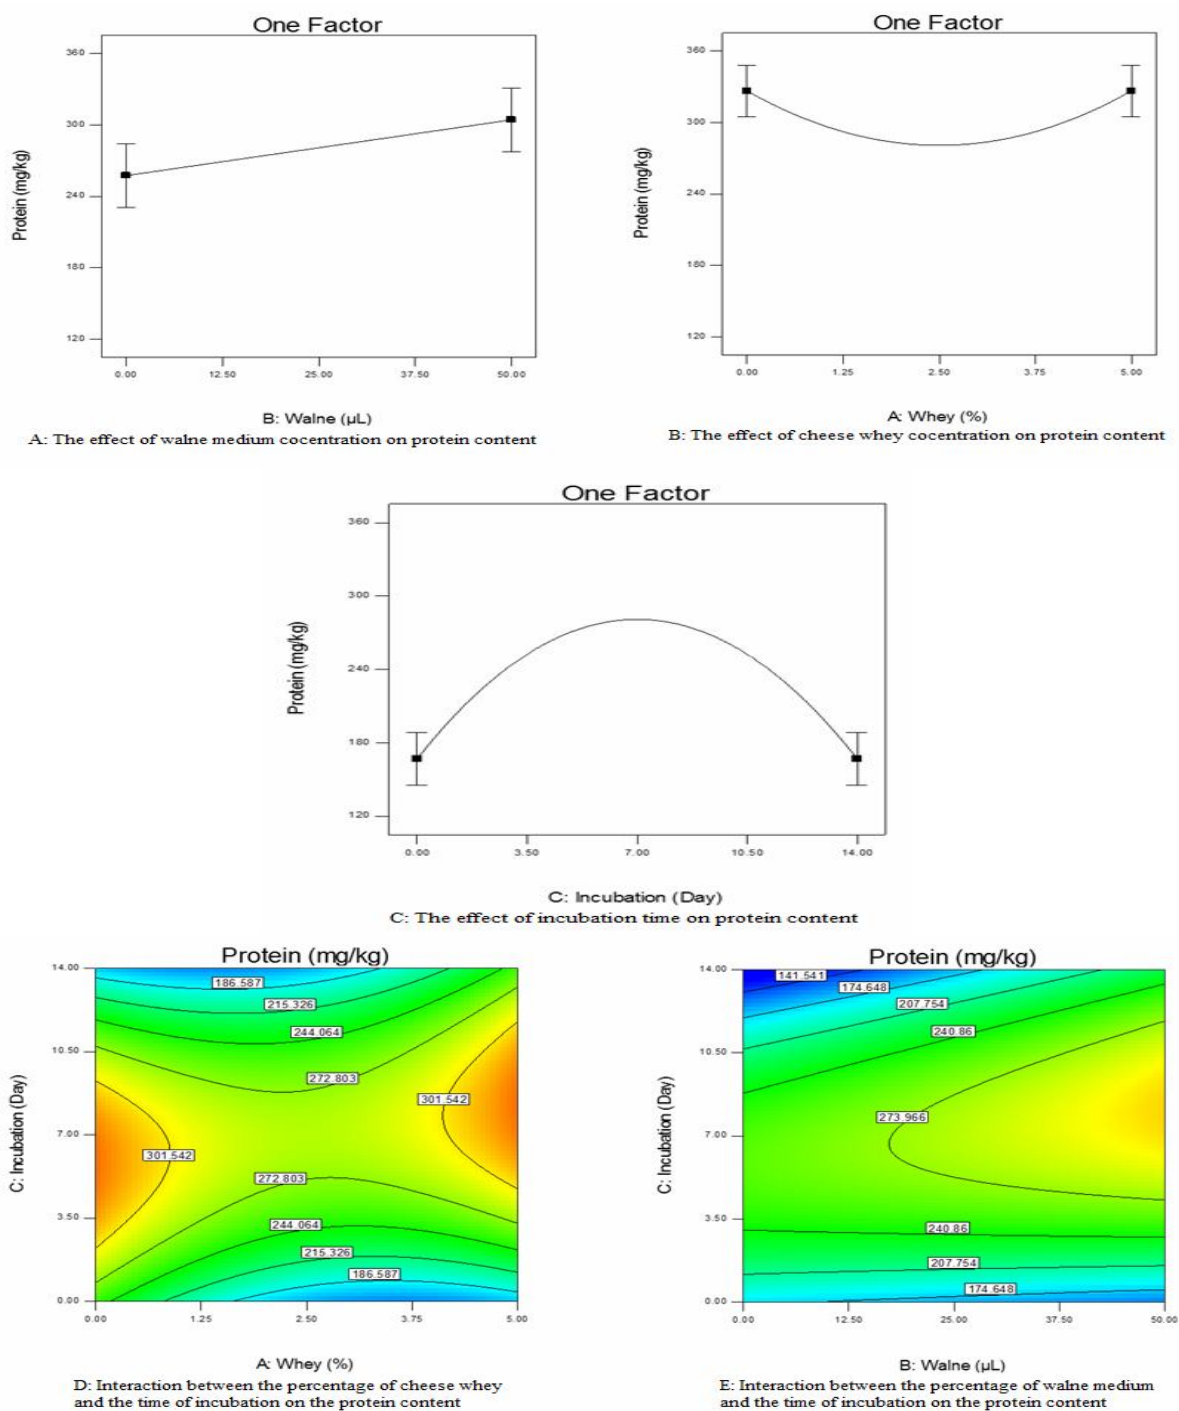 One Factor
360
300
240
180
120
Protein (mg/kg)
0.00 12.50 25.00 37.50 50.00
B: Walne (µL)
A: The effect of walne medium cocentration on protein content
One Factor
360
300
240
180
120
Protein (mg/kg)
0.00 1.25 2.50 3.75 5.00
A: Whey (%)
B: The effect of cheese whey cocentration on protein content
One Factor
360
300
240
180
120
Protein (mg/kg)
0.00 3.50 7.00 10.50 14.00
C: Incubation (Day)
C: The effect of incubation time on protein content
Protein (mg/kg)
14.00
10.50
7.00
3.50
0.00
C: Incubation (Day)
186.587
215.326
244.064
272.803
301.542
301.542
272.803
244.064
215.326
186.587
0.00 1.25 2.50 3.75 5.00
A: Whey (%)
D: Interaction between the percentage of cheese whey
and the time of incubation on the protein content
Protein (mg/kg)
14.00
10.50
7.00
3.50
0.00
C: Incubation (Day)
141.541
174.648
207.754
240.86
273.966
240.86
207.754
174.648
0.00 12.50 25.00 37.50 50.00
B: Walne (µL)
E: Interaction between the percentage of walne medium
and the time of incubation on the protein content